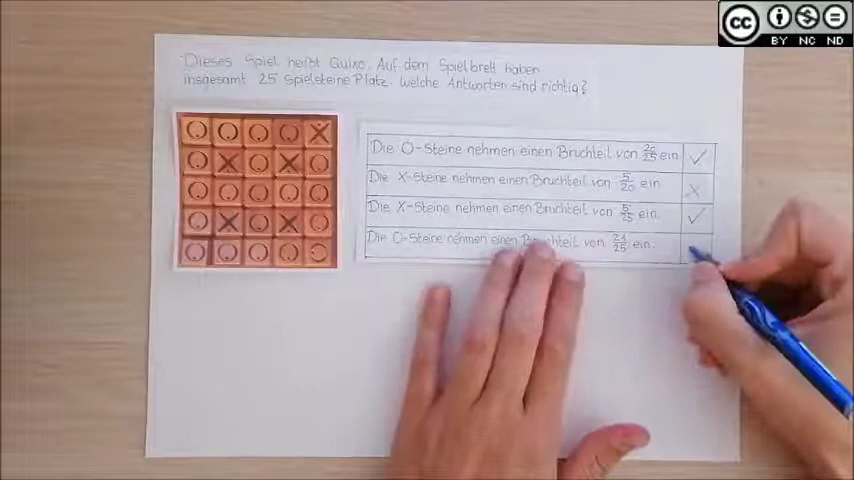 Dieses Spiel heißt Quixo. Auf dem Spielbrett haben
insgesamt 25 Spielsteine Platz. Welche Antworten sind richtig?
Die O-Steine nehmen einen Bruchteil von 20/25 ein ✓
Die X-Steine nehmen einen Bruchteil von 5/20 ein X
Die X-Steine nehmen einen Bruchteil von 5/25 ein. ✓
Die O-Steine nehmen einen Bruchteil von 21/25 ein.
O O O O X
O X O X O
O O O O O
O X O X O
O O O O O
cc BY NC ND